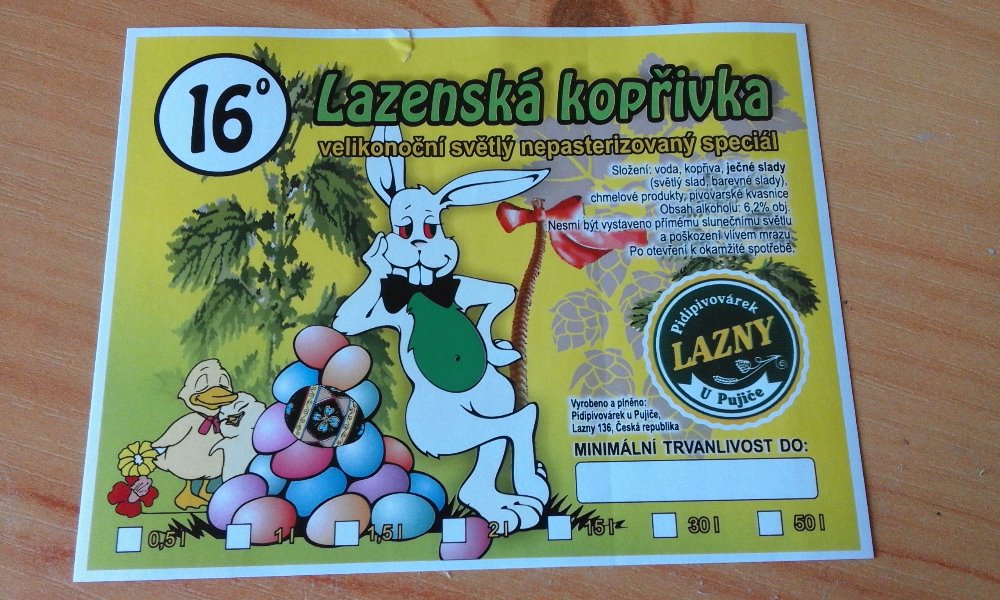 16°
Lazenská kopřivka
velikonoční světlý nepasterizovaný speciál
Složení: voda, kopřiva, ječné slady
(světlý slad, barevné slady),
chmelové produkty, pivovarské kvasnice
Obsah alkoholu: 6,2% obj.
Nesmí být vystaveno přímému slunečnímu světlu
a poškození vlivem mrazu.
Po otevření k okamžité spotřebě.
Pidipivovárek
LAZNY
U Pujiče
Vyrobeno a plněno:
Pidipivovárek u Pujiče,
Lazny 136, Česká republika
MINIMÁLNÍ TRVANLIVOST DO:
0,5 l 1 l 1,5 l 2 l 15 l 30 l 50 l